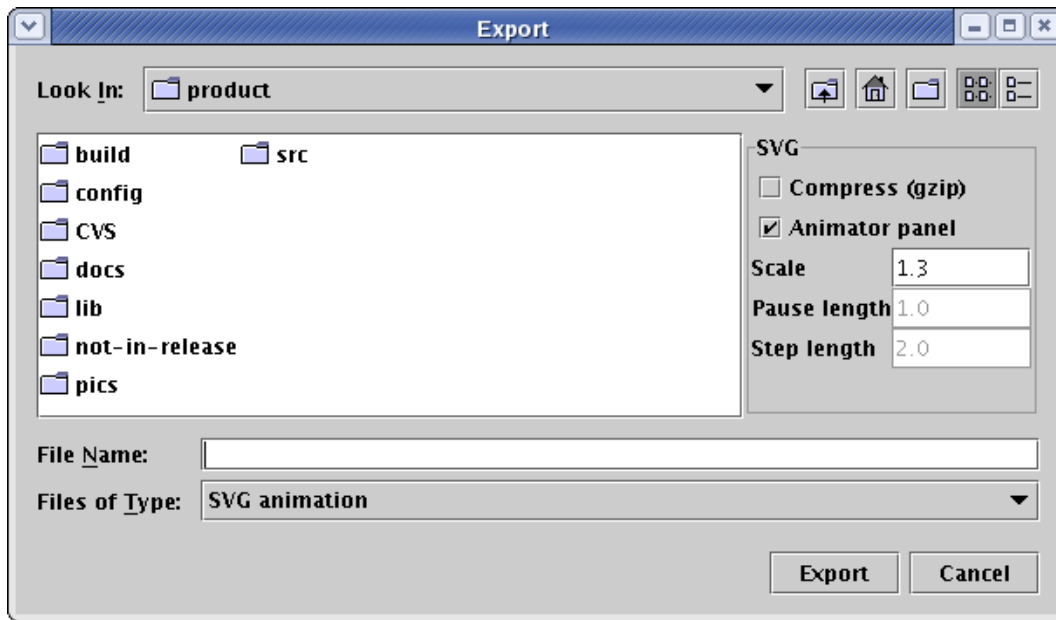 Export
Look In: product
build src
config
CVS
docs
lib
not-in-release
pics
SVG
Compress (gzip)
Animator panel
Scale 1.3
Pause length 1.0
Step length 2.0
File Name:
Files of Type: SVG animation
Export Cancel